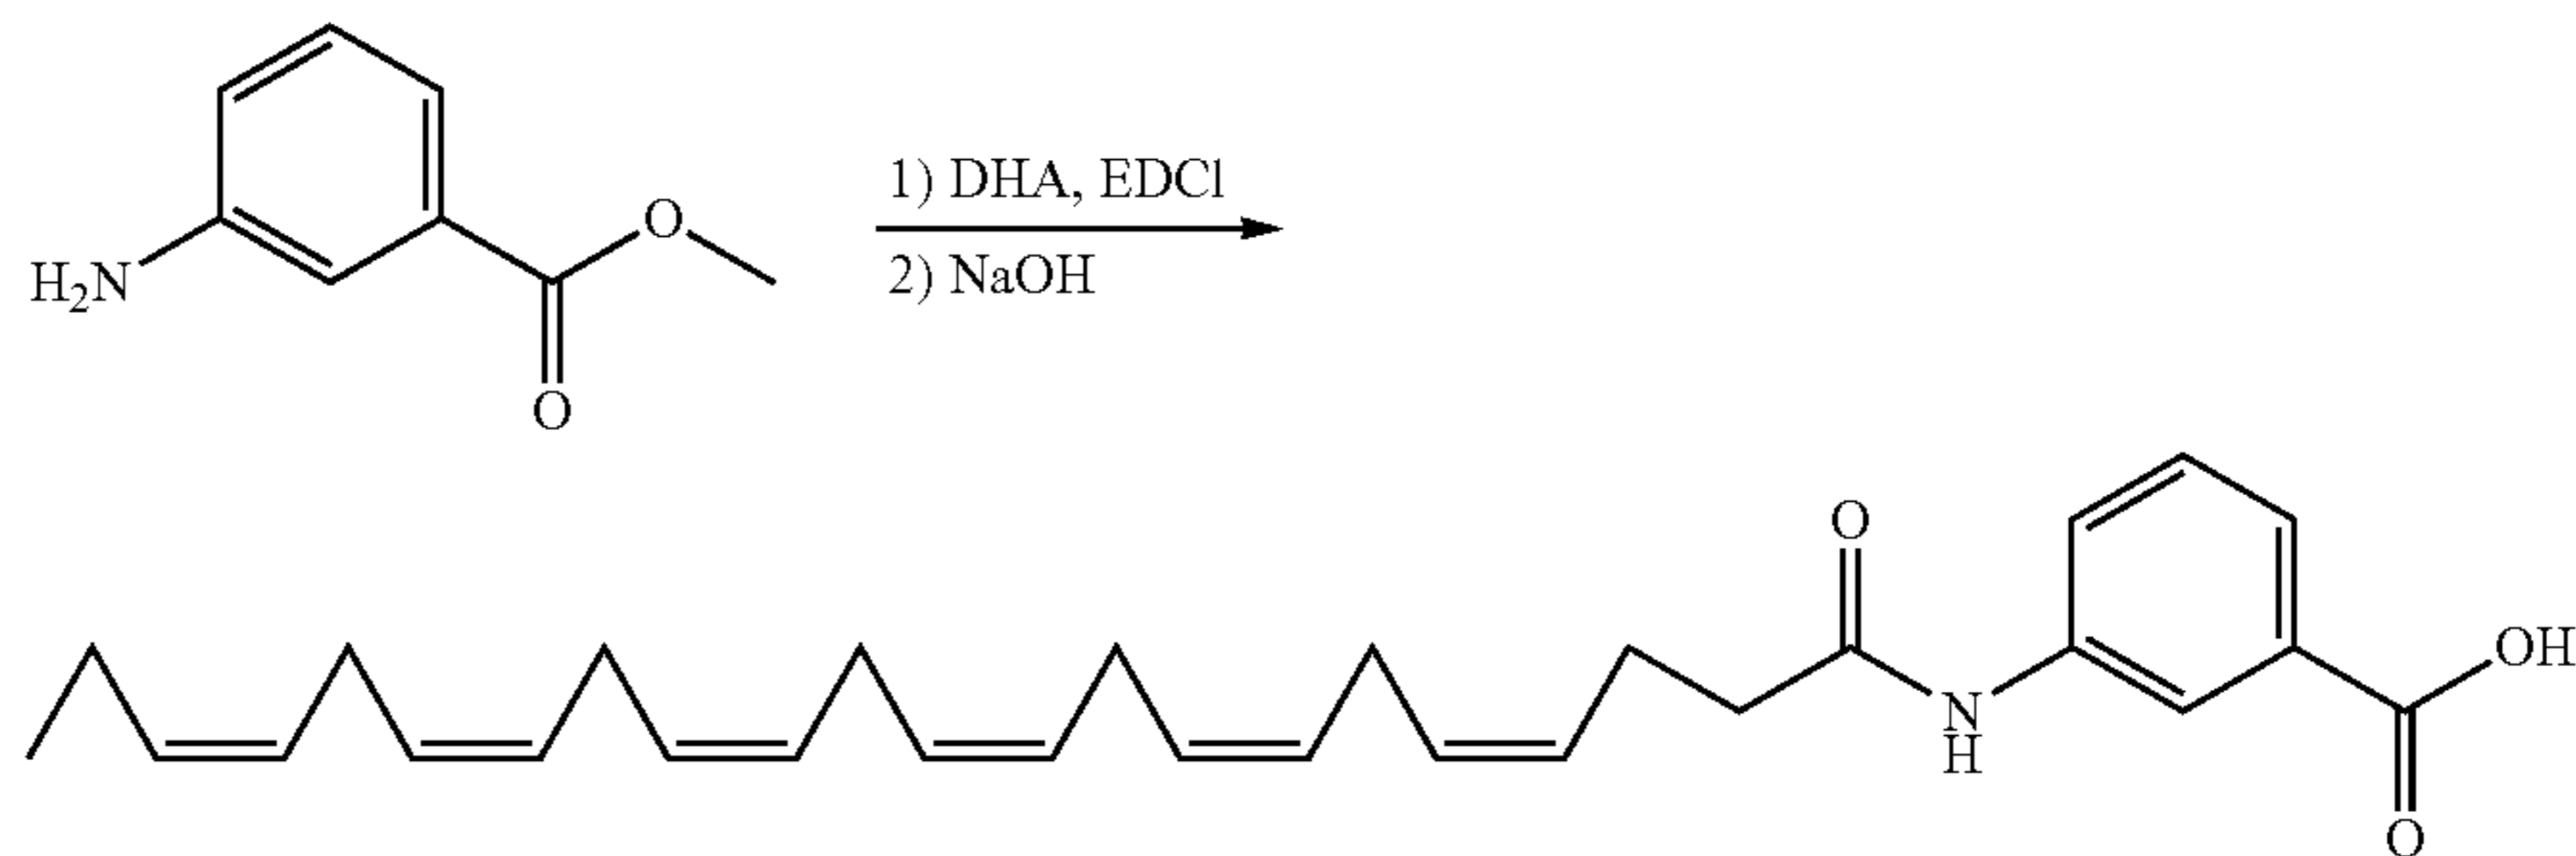 H₂N
O
O
1) DHA, EDCl
2) NaOH
O
N
H
OH
O